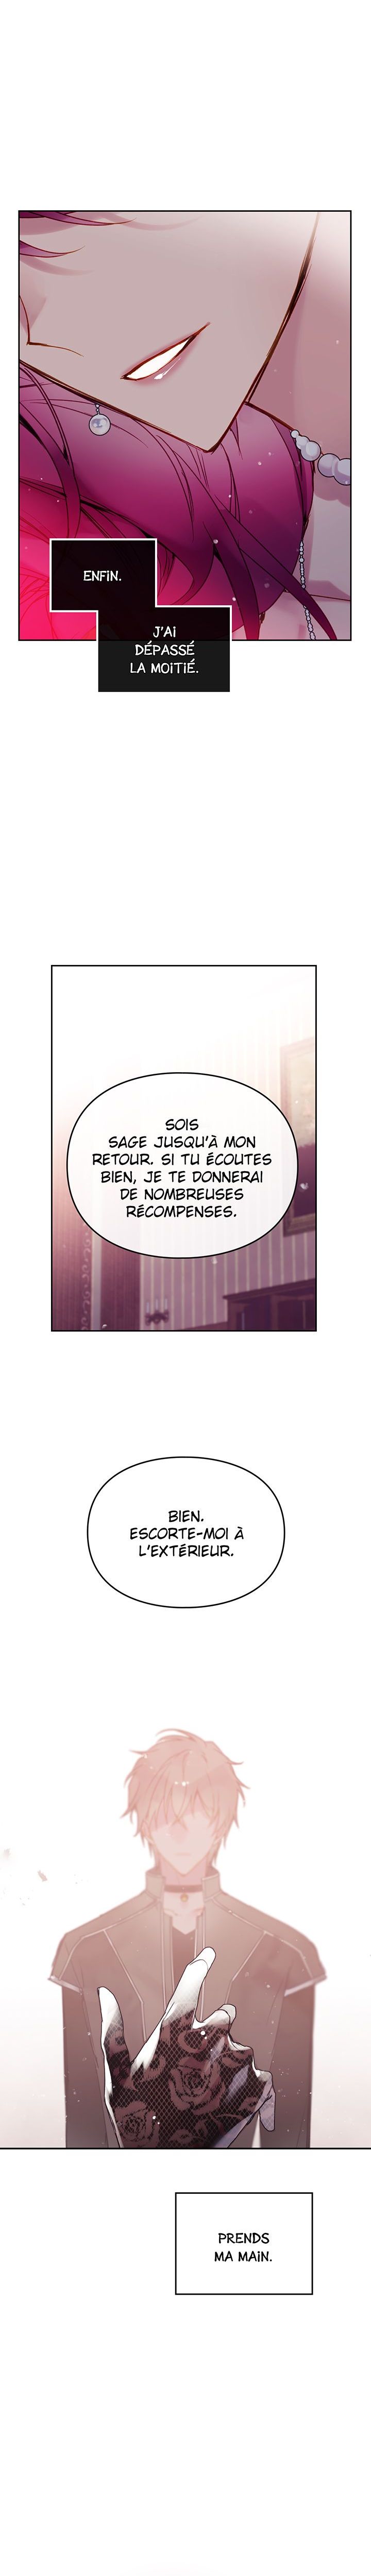 ENFIN.
J'AI
DÉPASSÉ
LA MOITIÉ.
SOIS
SAGE JUSQU'À MON
RETOUR. SI TU ÉCOUTES
BIEN, JE TE DONNERAI
DE NOMBREUSES
RÉCOMPENSES.
BIEN.
ESCORTE-MOI À
L'EXTÉRIEUR.
PRENDS
MA MAIN.